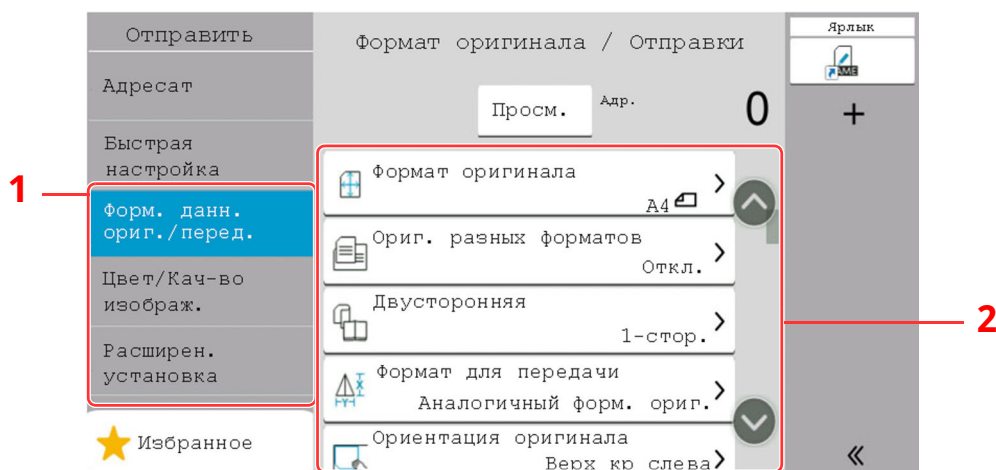 Отправить
Адресат
Быстрая
настройка
Форм. данн.
ориг./перед.
Цвет/Кач-во
изображ.
Расширен.
установка
Избранное
1
Формат оригинала / Отправки
Просм.
Адр.
0
Формат оригинала
A4
Ориг. разных форматов
Откл.
Двусторонняя
1-стор.
Формат для передачи
Аналогичный форм. ориг.
Ориентация оригинала
Верх кр слева
2
Ярлык
AME
+
«